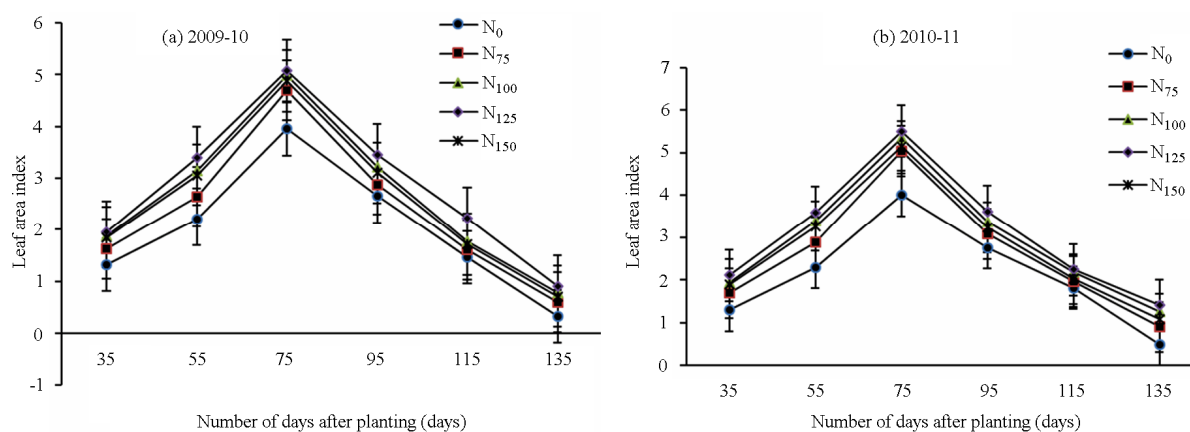 (a) 2009-10
6
5
4
3
2
1
0
-1
Leaf area index
35 55 75 95 115 135
Number of days after planting (days)
N0
N75
N100
N125
N150
(b) 2010-11
7
6
5
4
3
2
1
0
Leaf area index
35 55 75 95 115 135
Number of days after planting (days)
N0
N75
N100
N125
N150